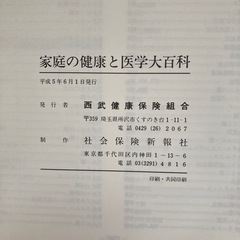 家庭の健康と医学大百科
平成5年6月1日発行
発行者 西武健康保険組合
〒359 埼玉県所沢市くすのき台1-11-1
電話 0429 (26) 2067
制作 社会保険新報社
東京都千代田区内神田1-13-6
電話 03(3291)4816
印刷・共同印刷